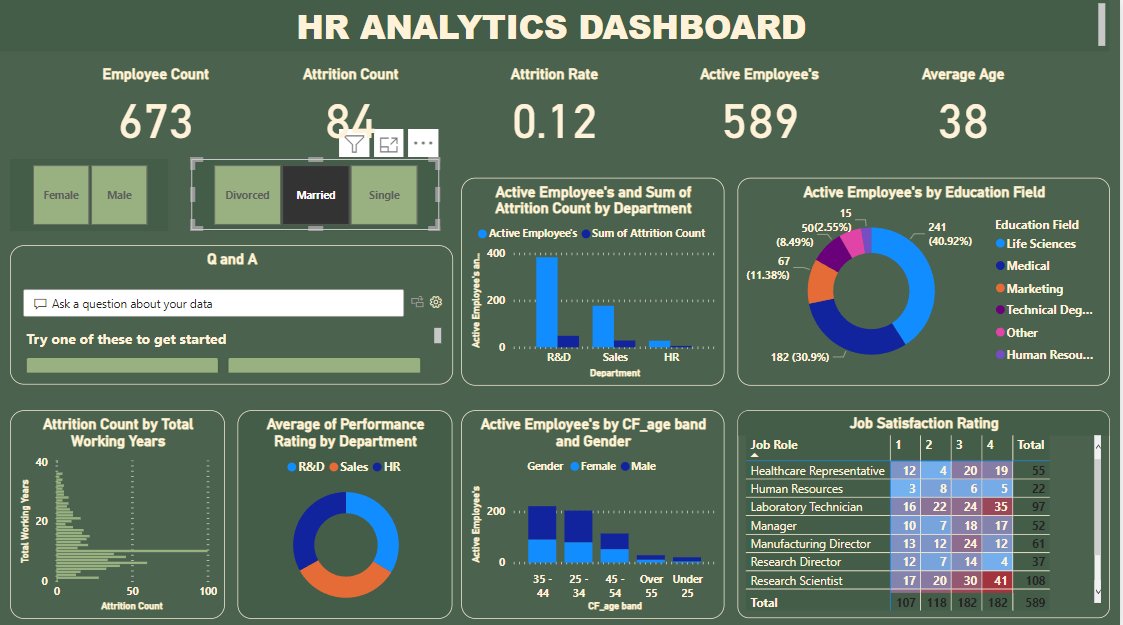 HR ANALYTICS DASHBOARD
Employee Count
Attrition Count
Attrition Rate
Active Employee's
Average Age
673
84
0.12
589
38
Female
Male
Divorced
Married
Single
Q and A
Ask a question about your data
Try one of these to get started
Active Employee's and Sum of
Attrition Count by Department
Active Employee's
Sum of Attrition Count
Active Employee's an...
400
200
0
R&D
Sales
HR
Department
Active Employee's by Education Field
15
(2.55%)
50
(8.49%)
67
(11.38%)
182 (30.9%)
241
(40.92%)
Education Field
Life Sciences
Medical
Marketing
Technical Deg...
Other
Human Resou...
Attrition Count by Total
Working Years
Total Working Years
40
20
0
0
50
100
Attrition Count
Average of Performance
Rating by Department
R&D
Sales
HR
Active Employee's by CF_age band
and Gender
Gender
Female
Male
Active Employee's
200
0
35 -
44
25 -
34
45 -
54
Over
55
Under
25
CF_age band
Job Satisfaction Rating
Job Role 1 2 3 4 Total
Healthcare Representative 12 4 20 19 55
Human Resources 3 8 6 5 22
Laboratory Technician 16 22 24 35 97
Manager 10 7 18 17 52
Manufacturing Director 13 12 24 12 61
Research Director 12 7 14 4 37
Research Scientist 17 20 30 41 108
Total 107 118 182 182 589